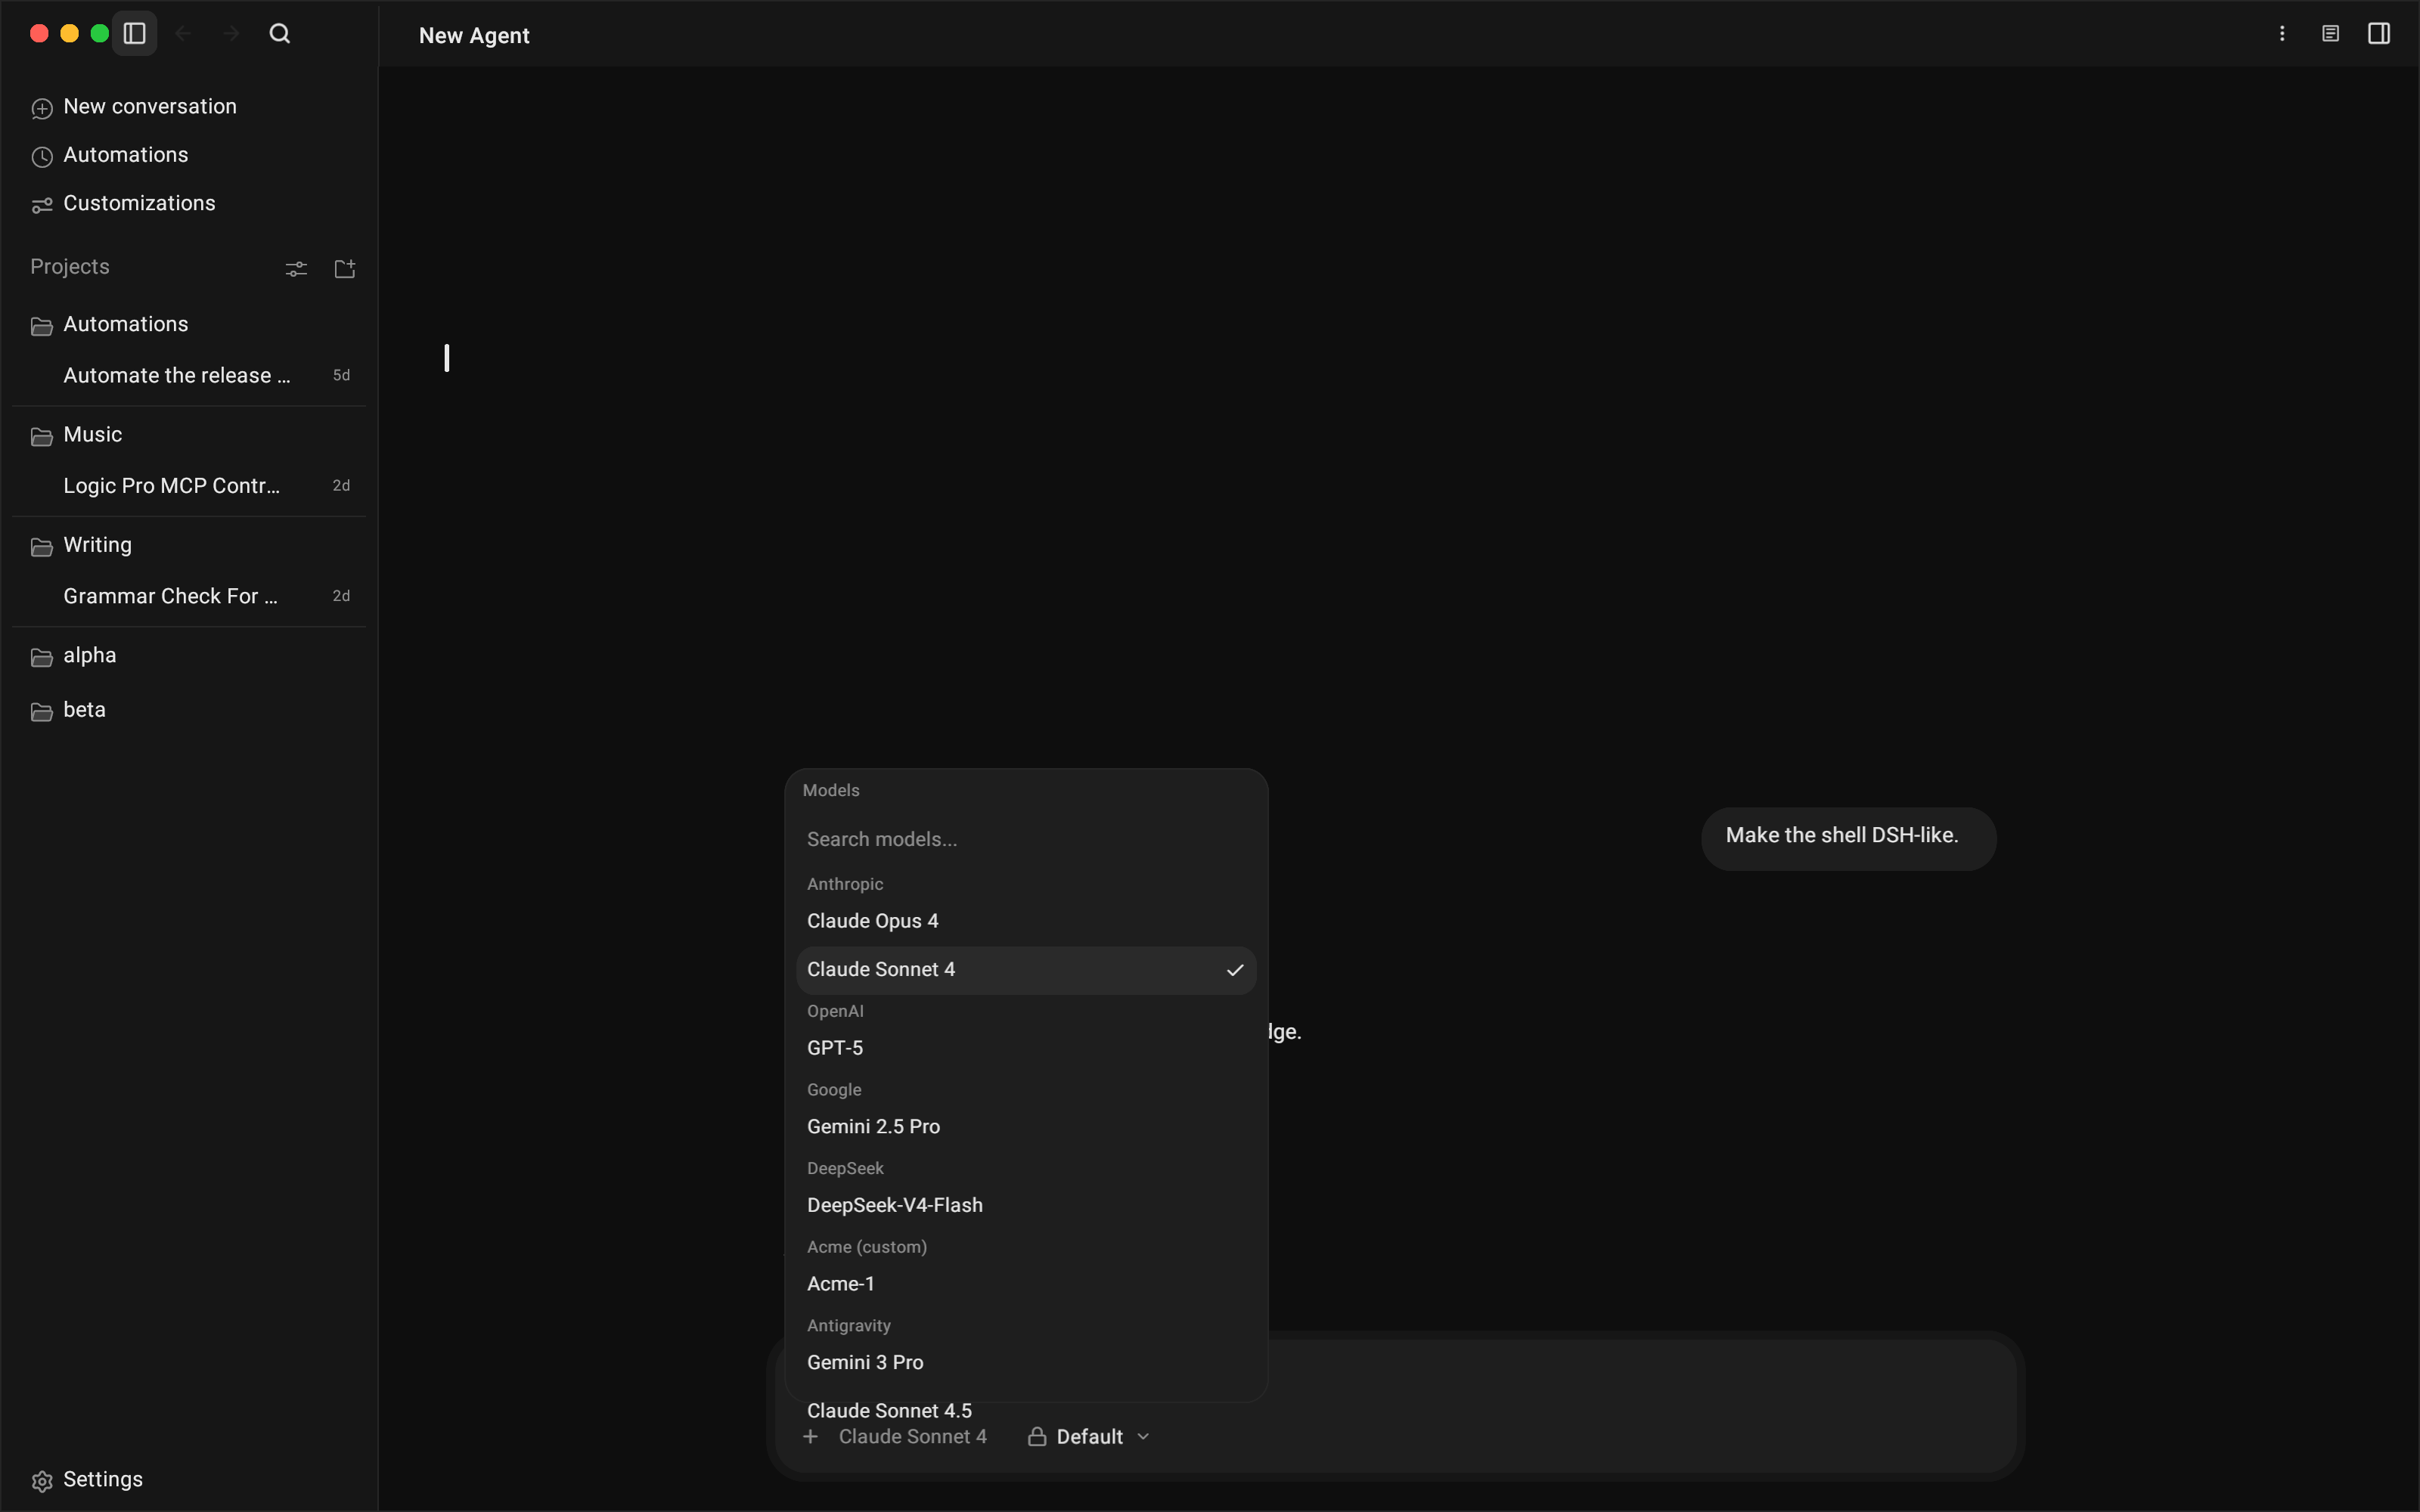 New Agent
New conversation
Automations
Customizations
Projects
Automations
Automate the release ... 5d
Music
Logic Pro MCP Contr... 2d
Writing
Grammar Check For ... 2d
alpha
beta
Settings
Make the shell DSH-like.
Models
Search models...
Anthropic
Claude Opus 4
Claude Sonnet 4
OpenAI
GPT-5
Google
Gemini 2.5 Pro
DeepSeek
DeepSeek-V4-Flash
Acme (custom)
Acme-1
Antigravity
Gemini 3 Pro
Claude Sonnet 4.5
Claude Sonnet 4 Default